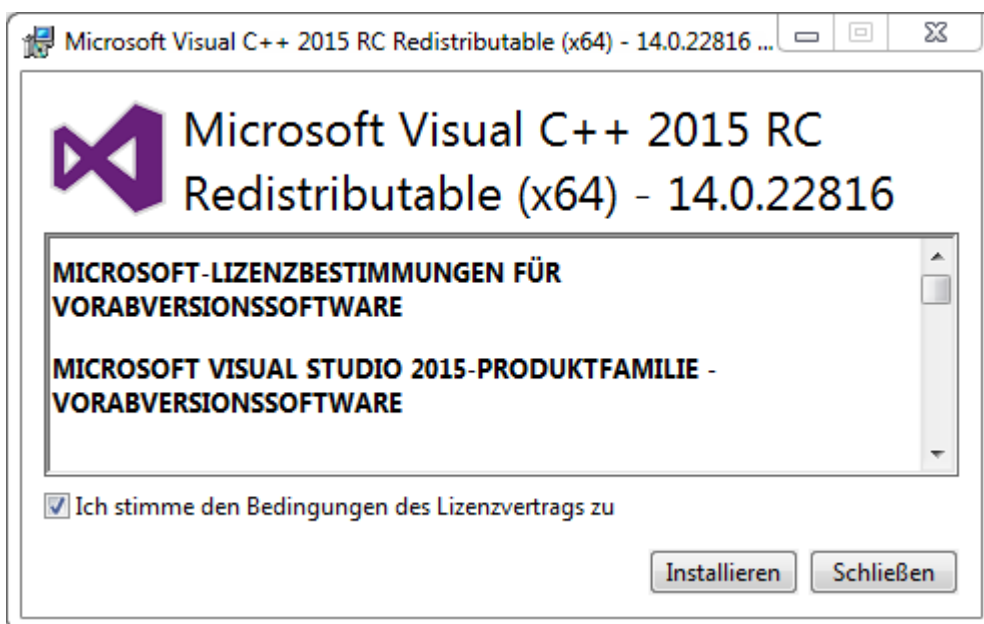 Microsoft Visual C++ 2015 RC Redistributable (x64) - 14.0.22816 ...
Microsoft Visual C++ 2015 RC
Redistributable (x64) - 14.0.22816
MICROSOFT-LIZENZBESTIMMUNGEN FÜR
VORABVERSIONSSOFTWARE
MICROSOFT VISUAL STUDIO 2015-PRODUKTFAMILIE -
VORABVERSIONSSOFTWARE
Ich stimme den Bedingungen des Lizenzvertrags zu
Installieren
Schließen